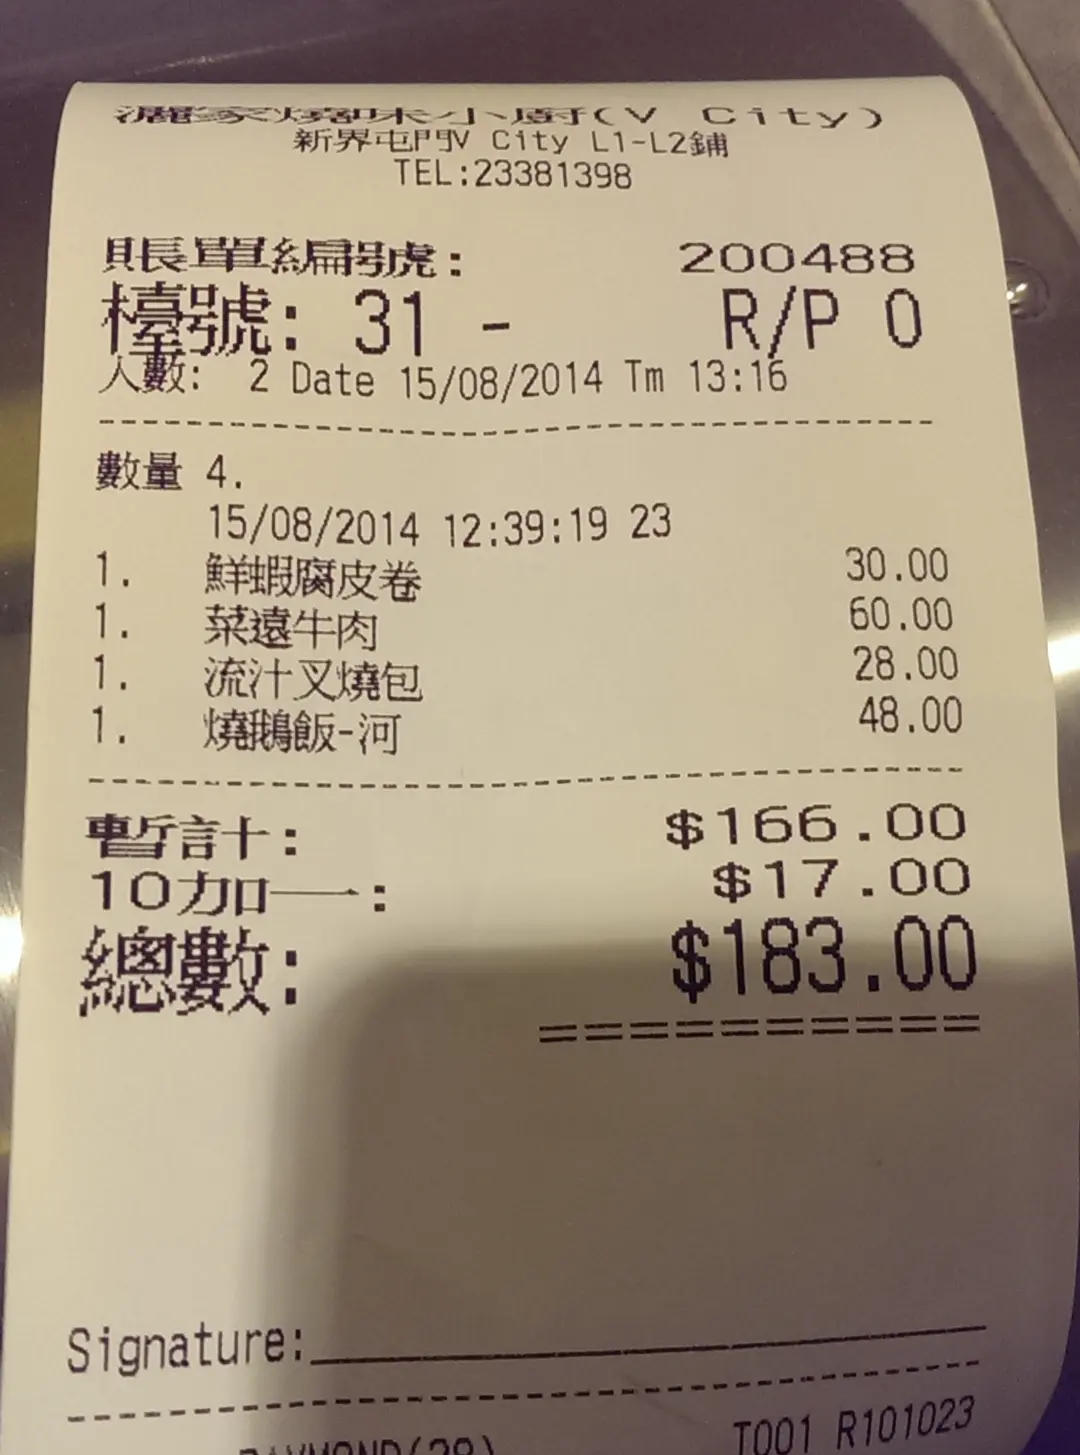 灑家燒味小廚(V City)
新界屯門V City L1-L2鋪
TEL:23381398
賬單編號: 200488
檯號: 31 - R/P 0
人數: 2 Date 15/08/2014 Tm 13:16
數量 4.
15/08/2014 12:39:19 23
1. 鮮蝦腐皮卷 30.00
1. 菜遠牛肉 60.00
1. 流汁叉燒包 28.00
1. 燒鵝飯-河 48.00
暫計: $166.00
10加一: $17.00
總數: $183.00
==========
Signature:
RAYMOND(29) T001 R101023